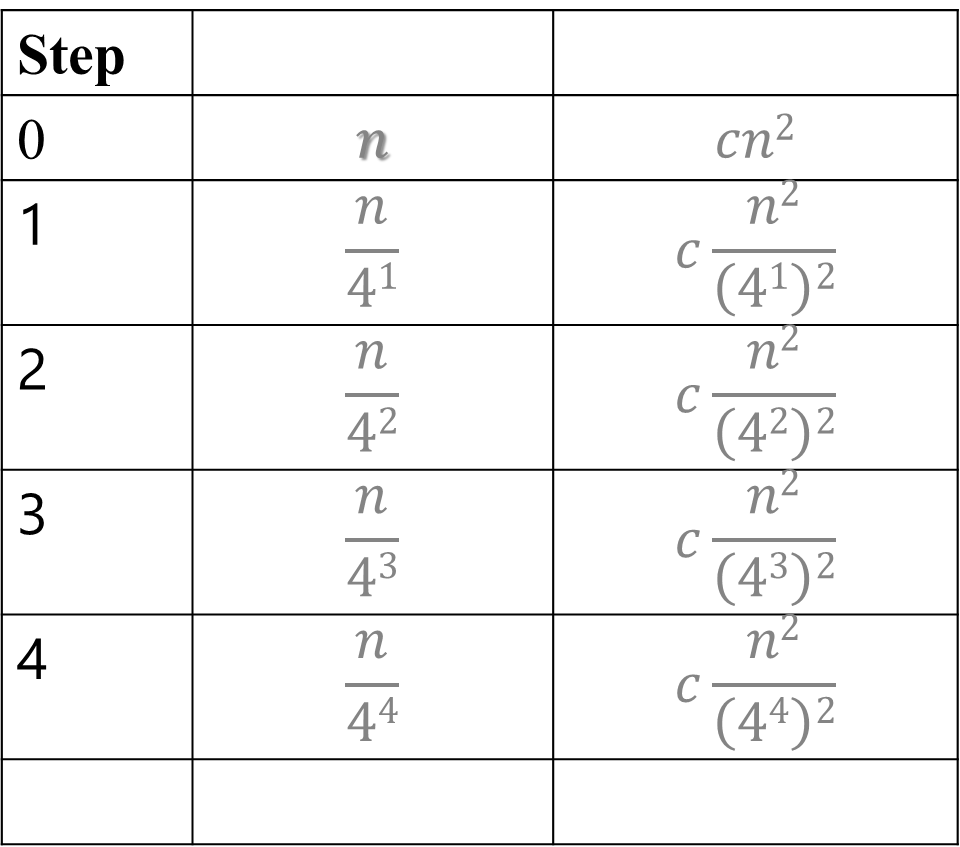 Step
0 n cn²
1 n/4¹ c n²/(4¹)²
2 n/4² c n²/(4²)²
3 n/4³ c n²/(4³)²
4 n/4⁴ c n²/(4⁴)²